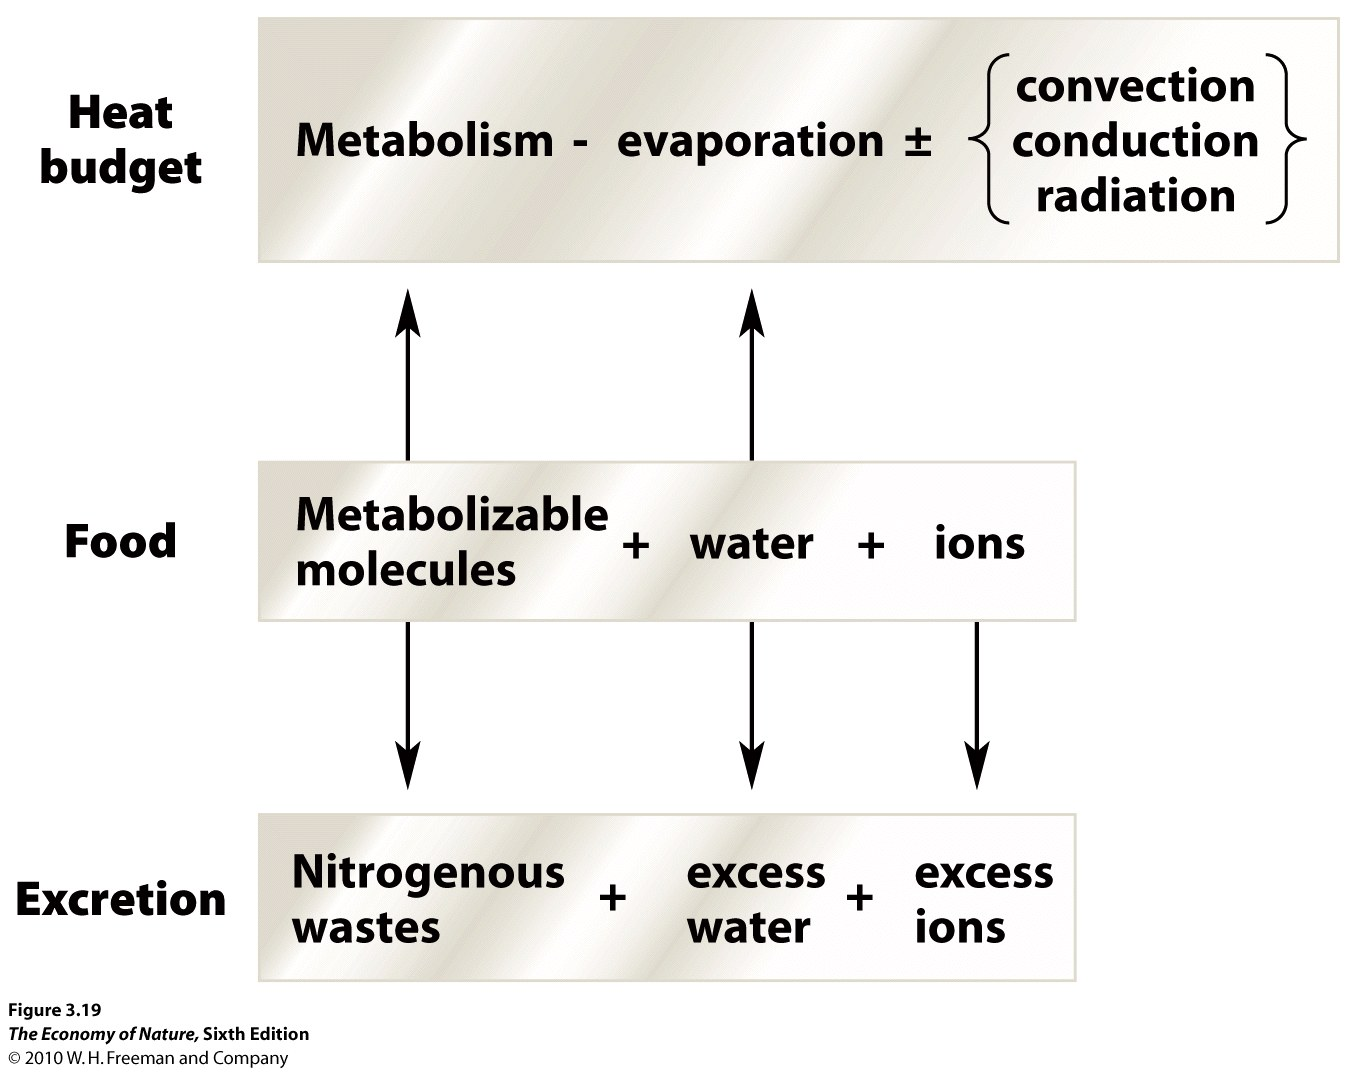 Heat
budget
Metabolism - evaporation ± { convection
conduction
radiation }
Food
Metabolizable
molecules + water + ions
Excretion
Nitrogenous
wastes + excess
water + excess
ions
Figure 3.19
The Economy of Nature, Sixth Edition
© 2010 W. H. Freeman and Company